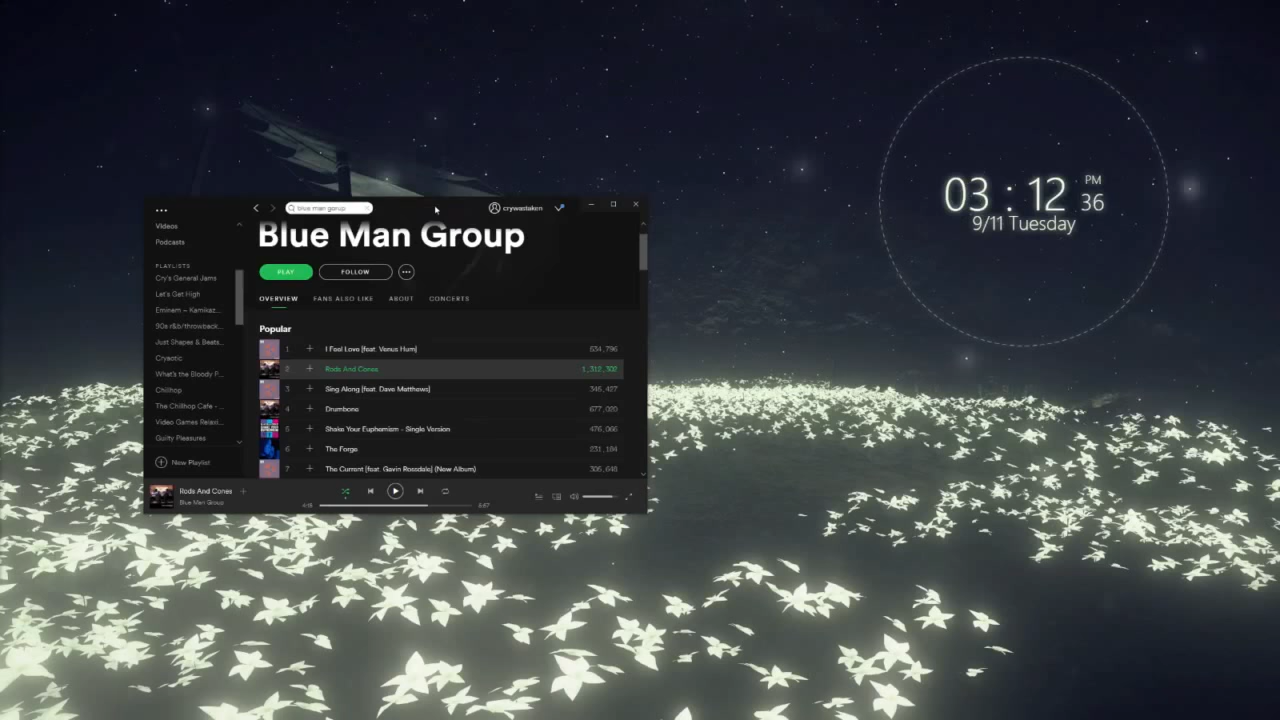 blue man gorup
crywastaken
Videos
Podcasts
PLAYLISTS
Cry's General Jams
Let's Get High
Eminem – Kamikaz...
90s r&b/throwback...
Just Shapes & Beats...
Cryaotic
What's the Bloody P...
Chillhop
The Chillhop Cafe - ...
Video Games Relaxi...
Guilty Pleasures
New Playlist
Blue Man Group
PLAY
FOLLOW
OVERVIEW
FANS ALSO LIKE
ABOUT
CONCERTS
Popular
1 I Feel Love [feat. Venus Hum] 634,796
2 Rods And Cones 1,312,302
3 Sing Along [feat. Dave Matthews] 346,427
4 Drumbone 677,020
5 Shake Your Euphemism - Single Version 476,066
6 The Forge 231,184
7 The Current [feat. Gavin Rossdale] (New Album) 306,648
Rods And Cones
Blue Man Group
03 : 12
PM
36
9/11 Tuesday